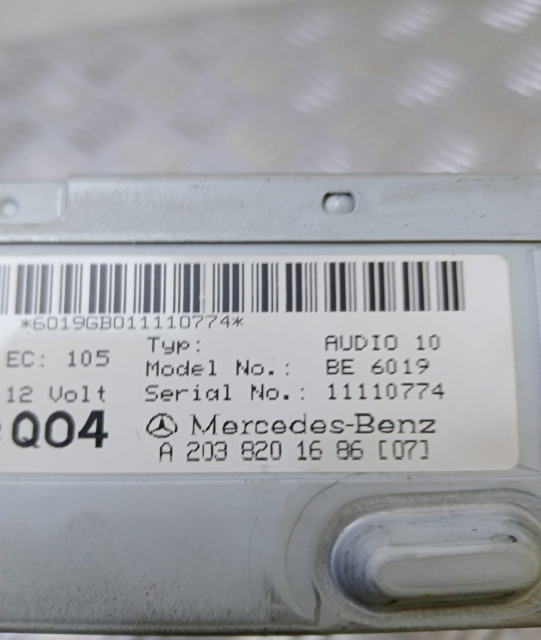 *6019GB011110774*
EC: 105 Typ: AUDIO 10
Model No.: BE 6019
12 Volt Serial No.: 11110774
Q04 Mercedes-Benz
A 203 820 16 86 [07]